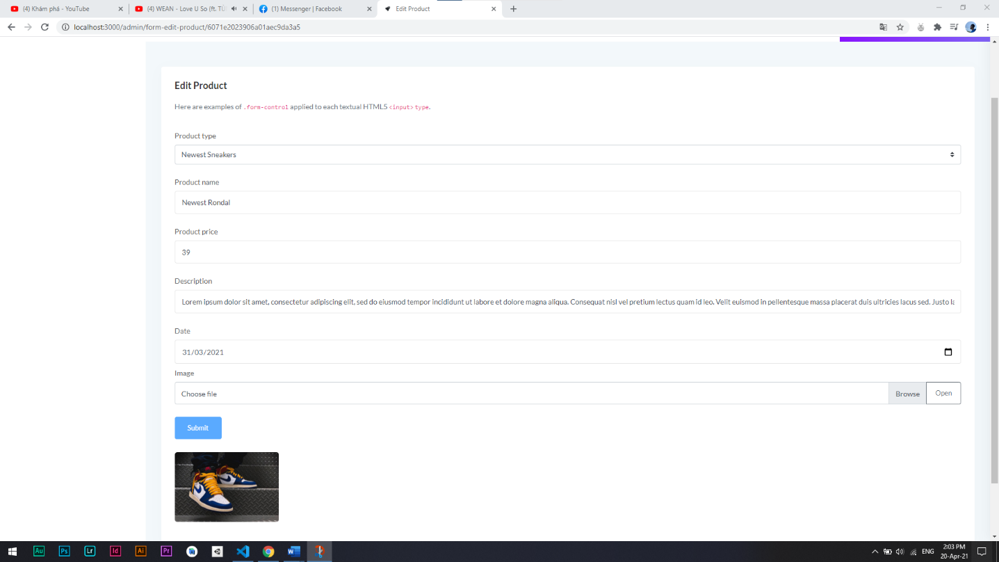 (4) Khám phá - YouTube
(4) WEAN - Love U So (ft. TÙ
(1) Messenger | Facebook
Edit Product
localhost:3000/admin/form-edit-product/6071e2023906a01aec9da3a5
Edit Product
Here are examples of .form-control applied to each textual HTML5 <input> type.
Product type
Newest Sneakers
Product name
Newest Rondal
Product price
39
Description
Lorem ipsum dolor sit amet, consectetur adipiscing elit, sed do eiusmod tempor incididunt ut labore et dolore magna aliqua. Consequat nisl vel pretium lectus quam id leo. Velit euismod in pellentesque massa placerat duis ultricies lacus sed. Justo la
Date
31/03/2021
Image
Choose file
Browse
Open
Submit
Au
Ps
Lr
Id
Ai
Pr
W
ENG
2:03 PM
20-Apr-21